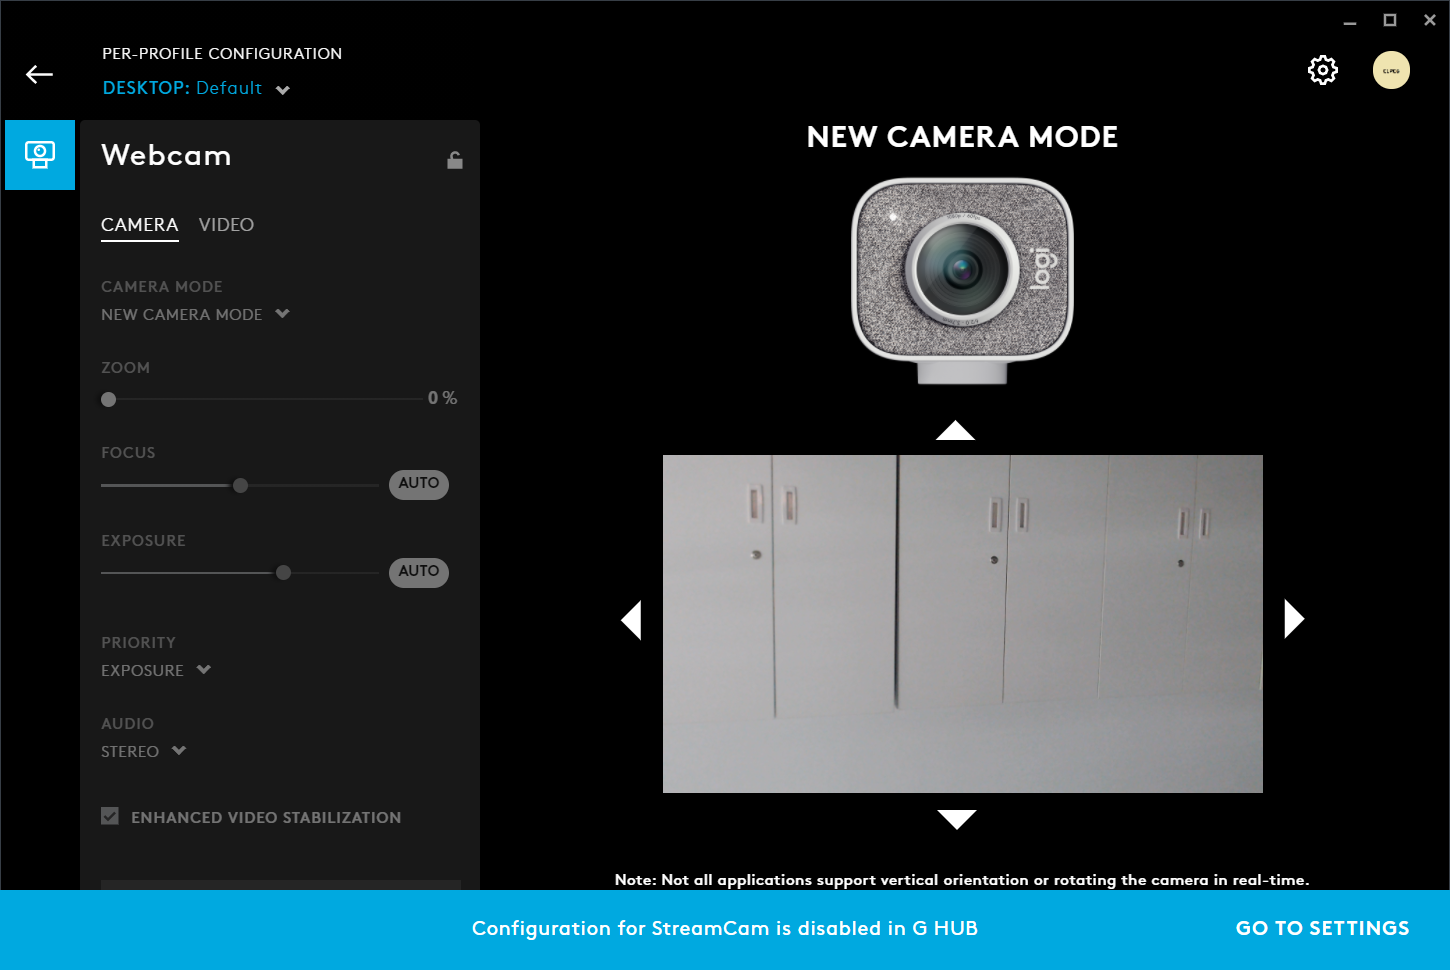 PER-PROFILE CONFIGURATION
DESKTOP: Default
NEW CAMERA MODE
Webcam
CAMERA VIDEO
logi
CAMERA MODE
NEW CAMERA MODE
ZOOM
0 %
FOCUS
AUTO
EXPOSURE
AUTO
PRIORITY
EXPOSURE
AUDIO
STEREO
ENHANCED VIDEO STABILIZATION
Note: Not all applications support vertical orientation or rotating the camera in real-time.
Configuration for StreamCam is disabled in G HUB
GO TO SETTINGS